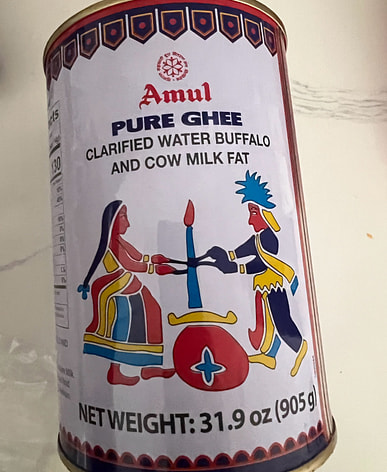 Amul
PURE GHEE
CLARIFIED WATER BUFFALO
AND COW MILK FAT
NET WEIGHT: 31.9 oz (905 g)